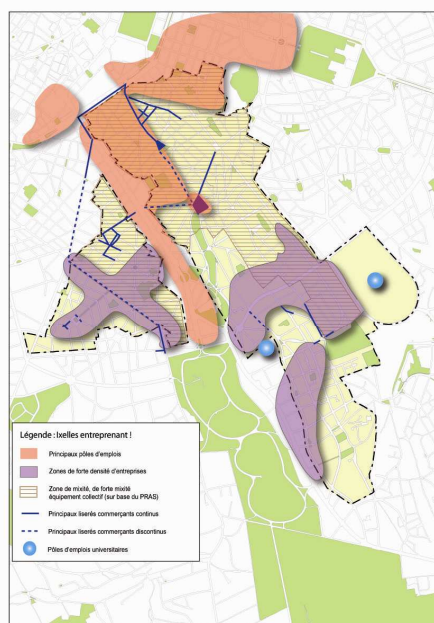 Légende : Ixelles entreprenant !
Principaux pôles d'emplois
Zones de forte densité d'entreprises
Zone de mixité, de forte mixité
équipement collectif (sur base du PRAS)
Principaux liserés commerçants continus
Principaux liserés commerçants discontinus
Pôles d'emplois universitaires